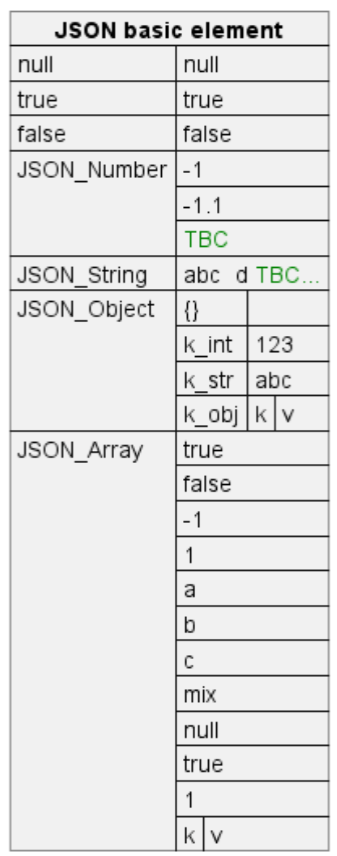 JSON basic element
null null
true true
false false
JSON_Number -1
-1.1
TBC
JSON_String abc  d TBC...
JSON_Object {}
k_int 123
k_str abc
k_obj k v
JSON_Array true
false
-1
1
a
b
c
mix
null
true
1
k v